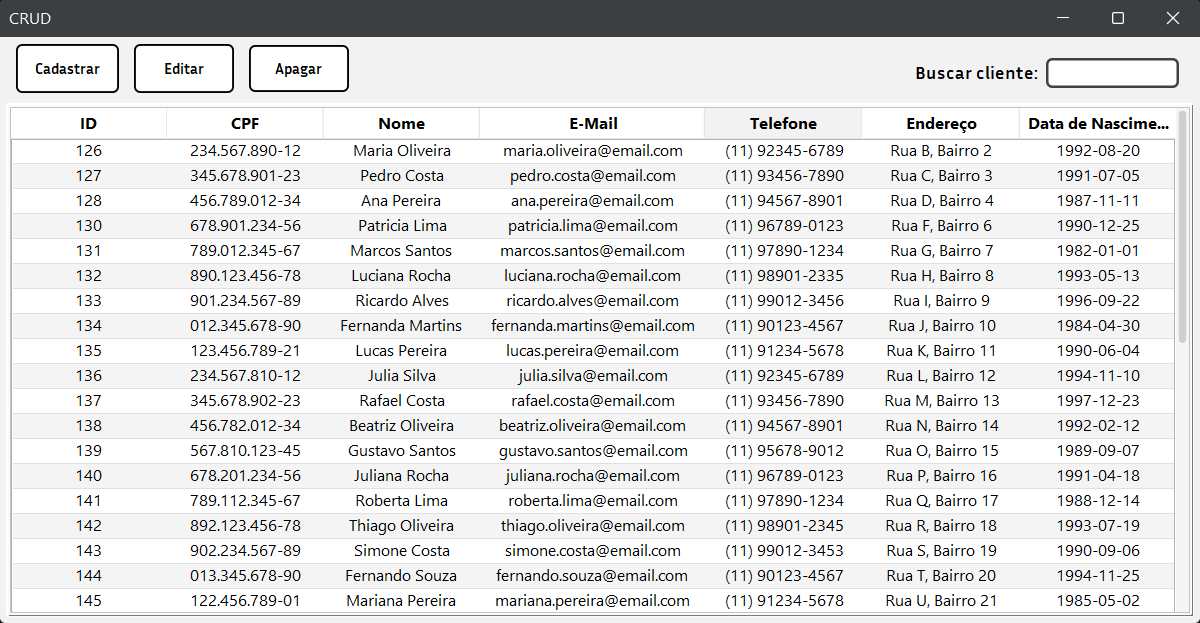 CRUD
Cadastrar Editar Apagar Buscar cliente:
ID CPF Nome E-Mail Telefone Endereço Data de Nascime...
126 234.567.890-12 Maria Oliveira maria.oliveira@email.com (11) 92345-6789 Rua B, Bairro 2 1992-08-20
127 345.678.901-23 Pedro Costa pedro.costa@email.com (11) 93456-7890 Rua C, Bairro 3 1991-07-05
128 456.789.012-34 Ana Pereira ana.pereira@email.com (11) 94567-8901 Rua D, Bairro 4 1987-11-11
130 678.901.234-56 Patricia Lima patricia.lima@email.com (11) 96789-0123 Rua F, Bairro 6 1990-12-25
131 789.012.345-67 Marcos Santos marcos.santos@email.com (11) 97890-1234 Rua G, Bairro 7 1982-01-01
132 890.123.456-78 Luciana Rocha luciana.rocha@email.com (11) 98901-2335 Rua H, Bairro 8 1993-05-13
133 901.234.567-89 Ricardo Alves ricardo.alves@email.com (11) 99012-3456 Rua I, Bairro 9 1996-09-22
134 012.345.678-90 Fernanda Martins fernanda.martins@email.com (11) 90123-4567 Rua J, Bairro 10 1984-04-30
135 123.456.789-21 Lucas Pereira lucas.pereira@email.com (11) 91234-5678 Rua K, Bairro 11 1990-06-04
136 234.567.810-12 Julia Silva julia.silva@email.com (11) 92345-6789 Rua L, Bairro 12 1994-11-10
137 345.678.902-23 Rafael Costa rafael.costa@email.com (11) 93456-7890 Rua M, Bairro 13 1997-12-23
138 456.782.012-34 Beatriz Oliveira beatriz.oliveira@email.com (11) 94567-8901 Rua N, Bairro 14 1992-02-12
139 567.810.123-45 Gustavo Santos gustavo.santos@email.com (11) 95678-9012 Rua O, Bairro 15 1989-09-07
140 678.201.234-56 Juliana Rocha juliana.rocha@email.com (11) 96789-0123 Rua P, Bairro 16 1991-04-18
141 789.112.345-67 Roberta Lima roberta.lima@email.com (11) 97890-1234 Rua Q, Bairro 17 1988-12-14
142 892.123.456-78 Thiago Oliveira thiago.oliveira@email.com (11) 98901-2345 Rua R, Bairro 18 1993-07-19
143 902.234.567-89 Simone Costa simone.costa@email.com (11) 99012-3453 Rua S, Bairro 19 1990-09-06
144 013.345.678-90 Fernando Souza fernando.souza@email.com (11) 90123-4567 Rua T, Bairro 20 1994-11-25
145 122.456.789-01 Mariana Pereira mariana.pereira@email.com (11) 91234-5678 Rua U, Bairro 21 1985-05-02